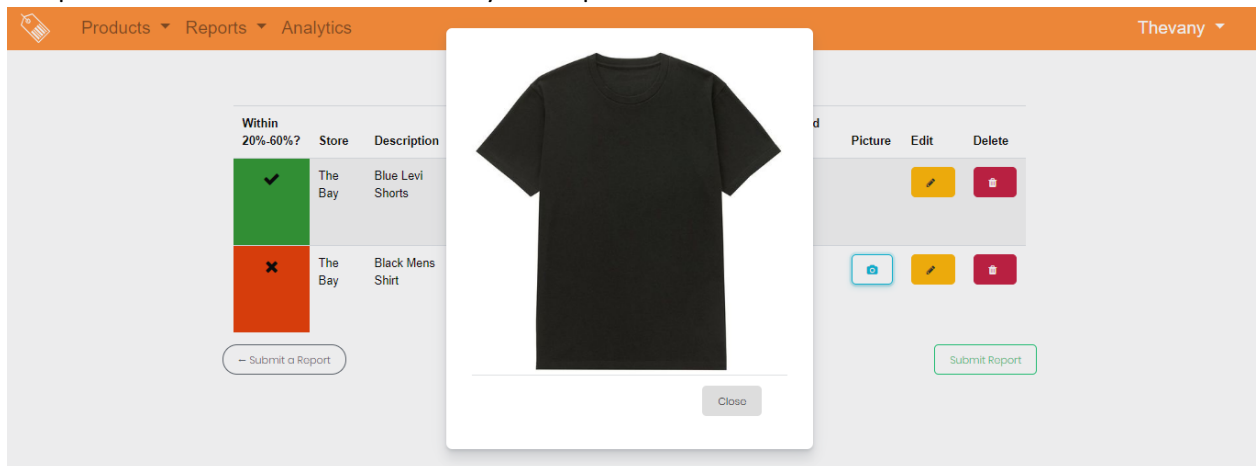 Products Reports Analytics Thevany
Within
20%-60%? Store Description d Picture Edit Delete
The Blue Levi
Bay Shorts
The Black Mens
Bay Shirt
← Submit a Report Submit Report
Close